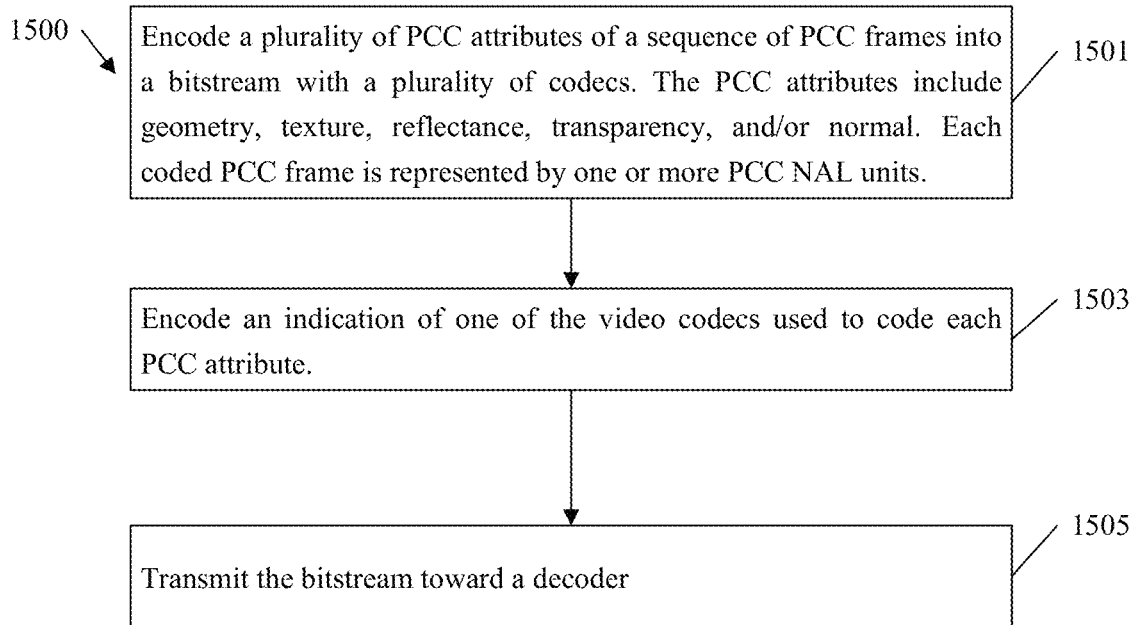 1500
Encode a plurality of PCC attributes of a sequence of PCC frames into
1501
a bitstream with a plurality of codecs. The PCC attributes include
geometry, texture, reflectance, transparency, and/or normal. Each
coded PCC frame is represented by one or more PCC NAL units.
1503
Encode an indication of one of the video codecs used to code each
PCC attribute.
1505
Transmit the bitstream toward a decoder